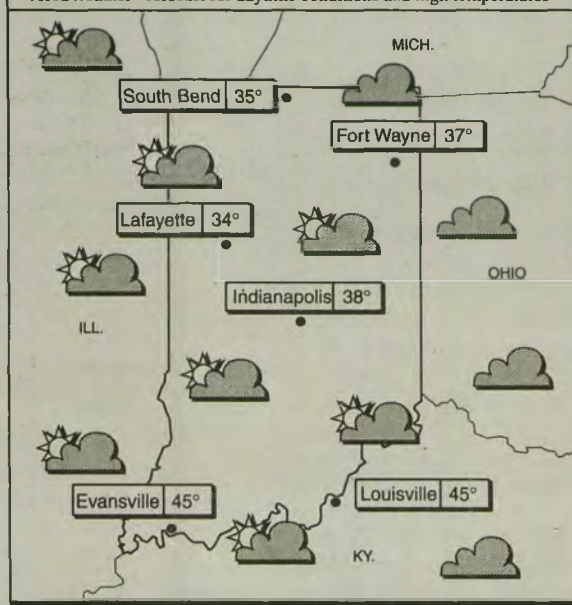 MICH.
South Bend 35°
Fort Wayne 37°
Lafayette 34°
OHIO
Indianapolis 38°
ILL.
Evansville 45°
Louisville 45°
KY.